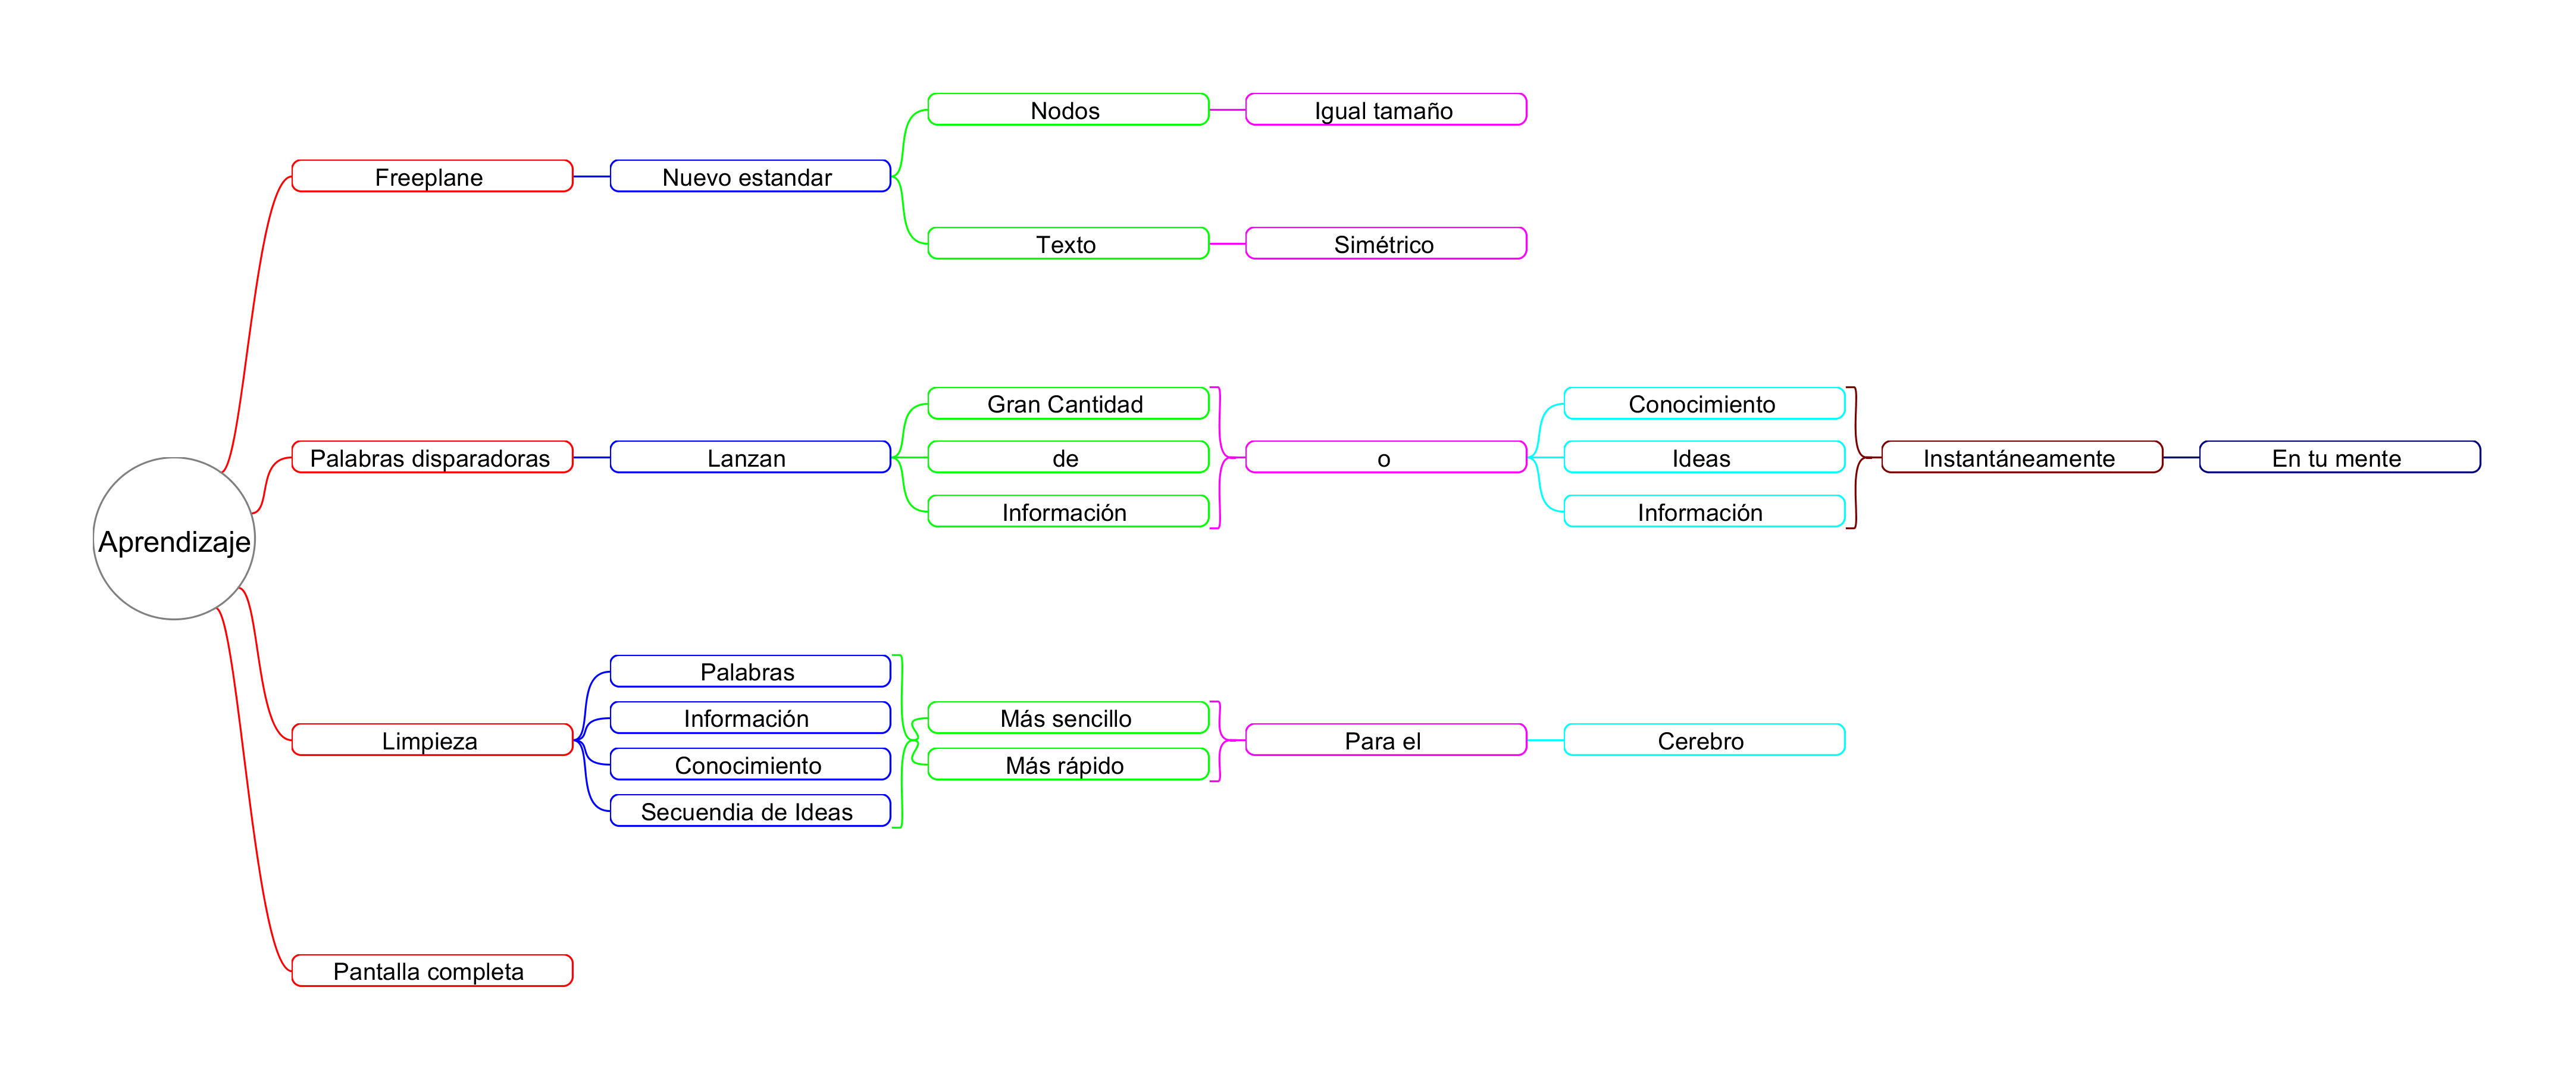 Aprendizaje
Freeplane
Nuevo estandar
Nodos
Igual tamaño
Texto
Simétrico
Palabras disparadoras
Lanzan
Gran Cantidad
de
Información
o
Conocimiento
Ideas
Información
Instantáneamente
En tu mente
Limpieza
Palabras
Información
Conocimiento
Secuendia de Ideas
Más sencillo
Más rápido
Para el
Cerebro
Pantalla completa